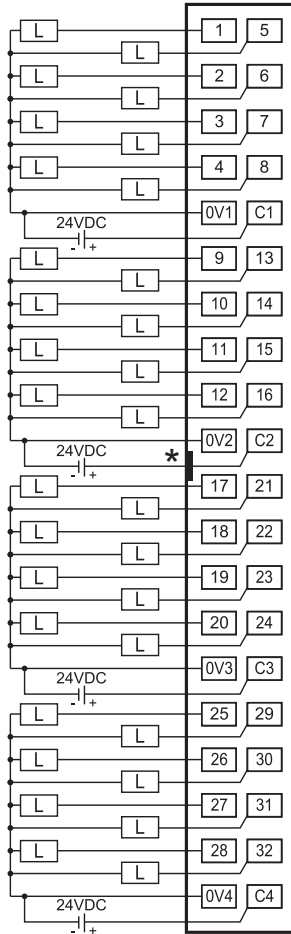 L 1 5
L
L 2 6
L
L 3 7
L
L 4 8
L
0V1 C1
24VDC
- +
L 9 13
L
L 10 14
L
L 11 15
L
L 12 16
L
0V2 C2
24VDC *
- +
L 17 21
L
L 18 22
L
L 19 23
L
L 20 24
L
0V3 C3
24VDC
- +
L 25 29
L
L 26 30
L
L 27 31
L
L 28 32
L
0V4 C4
24VDC
- +